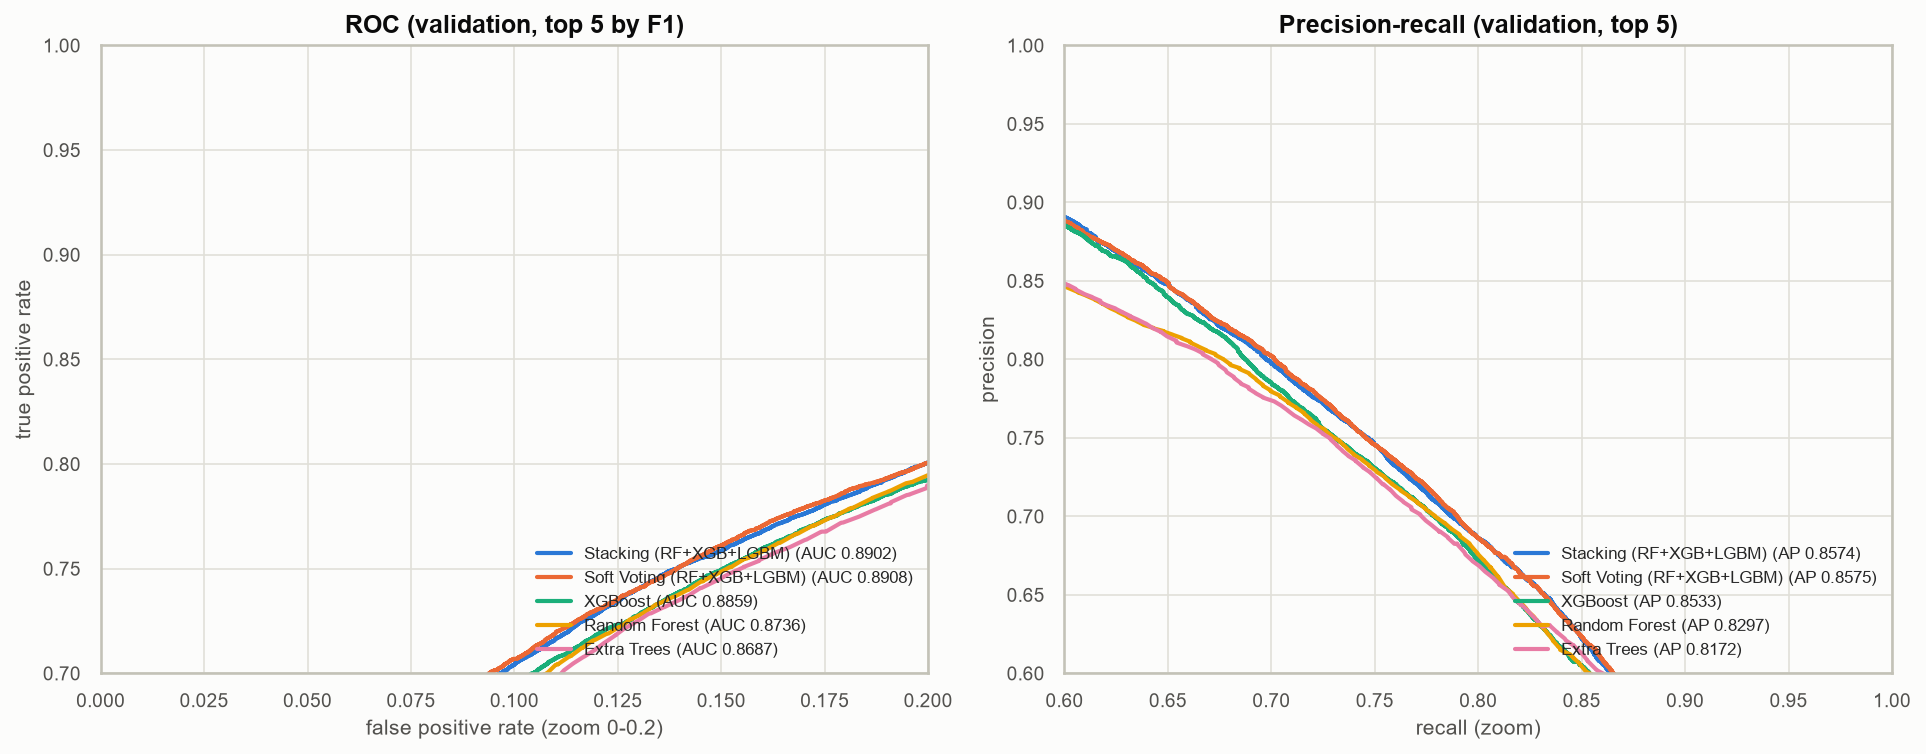 ROC (validation, top 5 by F1)
1.00
0.95
0.90
0.85
0.80
0.75
0.70
true positive rate
Stacking (RF+XGB+LGBM) (AUC 0.8902)
Soft Voting (RF+XGB+LGBM) (AUC 0.8908)
XGBoost (AUC 0.8859)
Random Forest (AUC 0.8736)
Extra Trees (AUC 0.8687)
0.000 0.025 0.050 0.075 0.100 0.125 0.150 0.175 0.200
false positive rate (zoom 0-0.2)
Precision-recall (validation, top 5)
1.00
0.95
0.90
0.85
0.80
0.75
0.70
0.65
0.60
precision
Stacking (RF+XGB+LGBM) (AP 0.8574)
Soft Voting (RF+XGB+LGBM) (AP 0.8575)
XGBoost (AP 0.8533)
Random Forest (AP 0.8297)
Extra Trees (AP 0.8172)
0.60 0.65 0.70 0.75 0.80 0.85 0.90 0.95 1.00
recall (zoom)